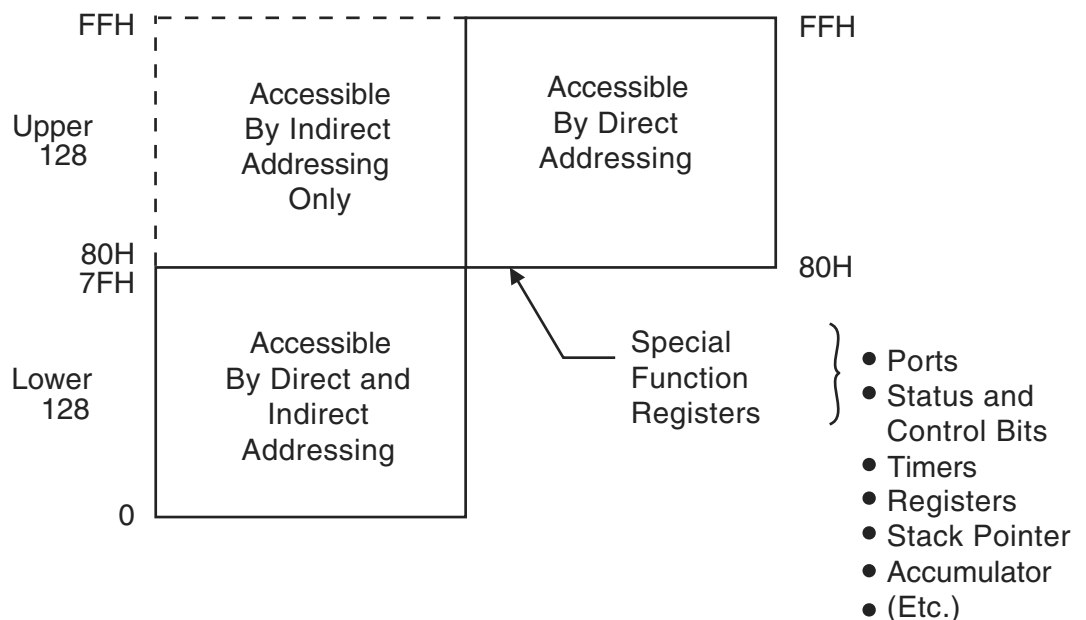 FFH
Upper
128
80H
7FH
Lower
128
0
Accessible
By Indirect
Addressing
Only
Accessible
By Direct
Addressing
FFH
80H
Accessible
By Direct and
Indirect
Addressing
Special
Function
Registers
● Ports
● Status and
Control Bits
● Timers
● Registers
● Stack Pointer
● Accumulator
● (Etc.)